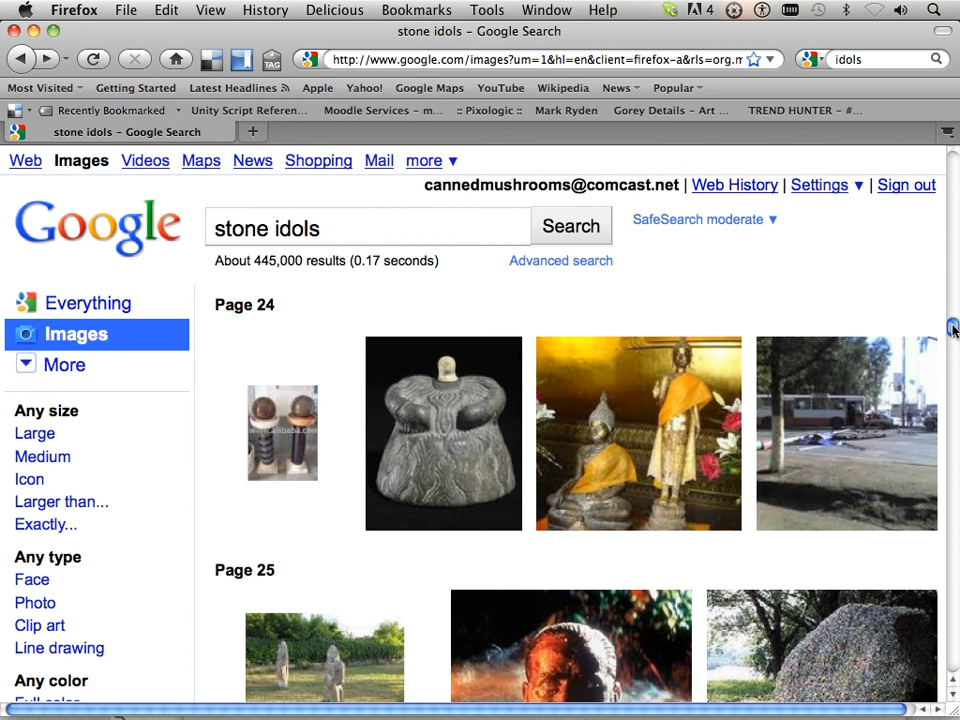 Firefox File Edit View History Delicious Bookmarks Tools Window Help 4
stone idols – Google Search
http://www.google.com/images?um=1&hl=en&client=firefox-a&rls=org.m idols
TAG
Most Visited Getting Started Latest Headlines Apple Yahoo! Google Maps YouTube Wikipedia News Popular
Recently Bookmarked Unity Script Referen... Moodle Services – m... :: Pixologic :: Mark Ryden Gorey Details – Art ... TREND HUNTER – #...
stone idols – Google Search +
Web Images Videos Maps News Shopping Mail more ▼
cannedmushrooms@comcast.net | Web History | Settings ▼ | Sign out
Google stone idols Search SafeSearch moderate ▼
About 445,000 results (0.17 seconds) Advanced search
Everything
Images
More
Any size
Large
Medium
Icon
Larger than...
Exactly...
Any type
Face
Photo
Clip art
Line drawing
Any color
Full color
Page 24
Page 25